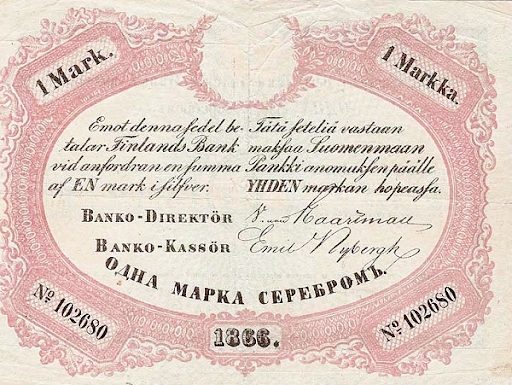 1 Mark.
1 Markka.
Emot denna sedel be-
talar Finlands Bank
vid anfordran en summa
af EN mark i silfver.
Tätä seteliä vastaan
maksaa Suomenmaan
Pankki anomuksen päälle
YHDEN markan hopeassa.
BANKO-DIREKTÖR von Haartman
BANKO-KASSÖR Emil Nybergh
ОДНА МАРКА СЕРЕБРОМЪ.
No 102680
1866.
No 102680